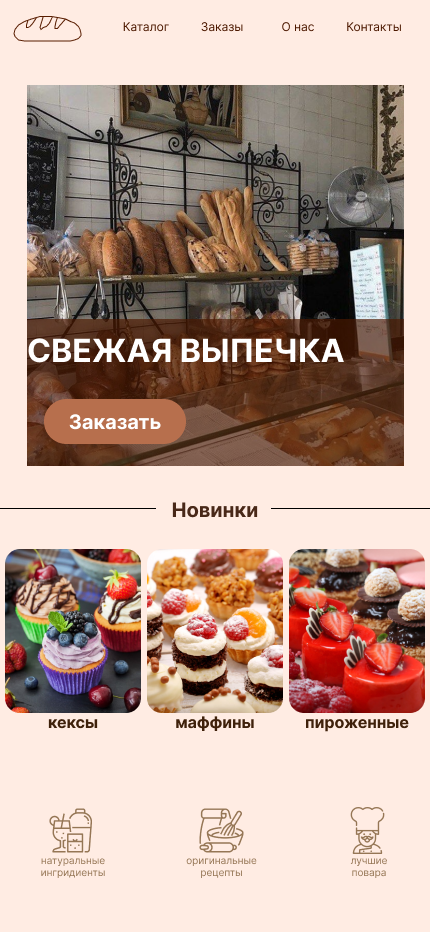 Каталог Заказы О нас Контакты
СВЕЖАЯ ВЫПЕЧКА
Заказать
Новинки
кексы маффины пироженные
натуральные оригинальные лучшие
ингридиенты рецепты повара